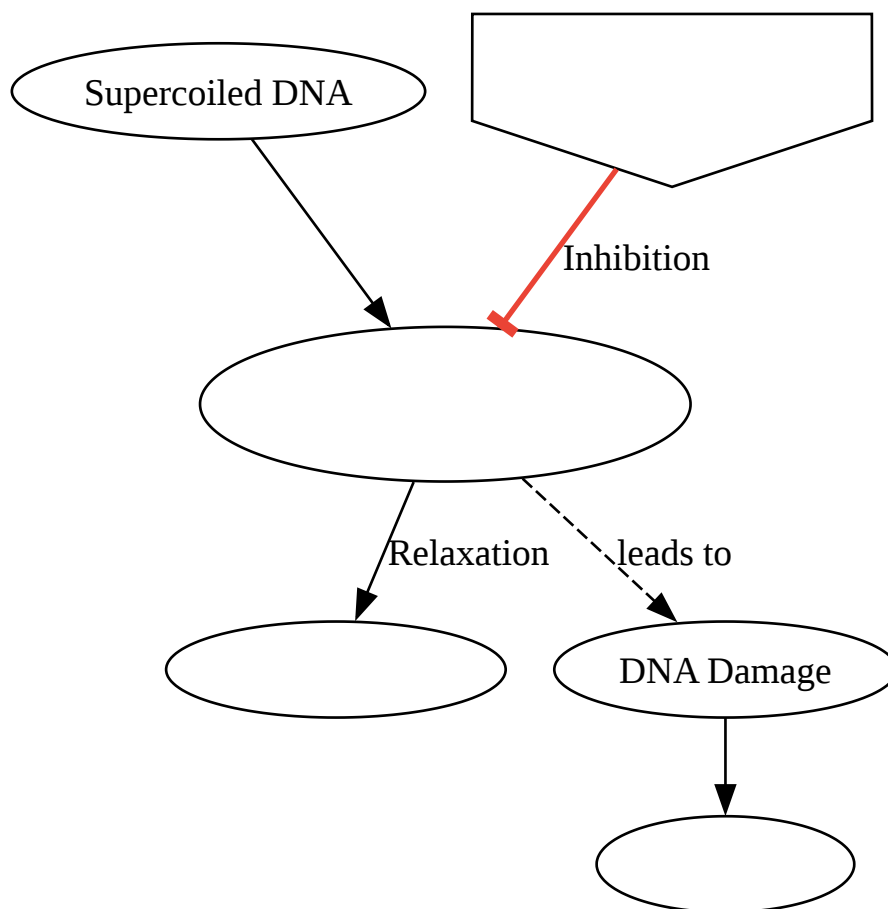 Supercoiled DNA
Inhibition
Relaxation
leads to
DNA Damage